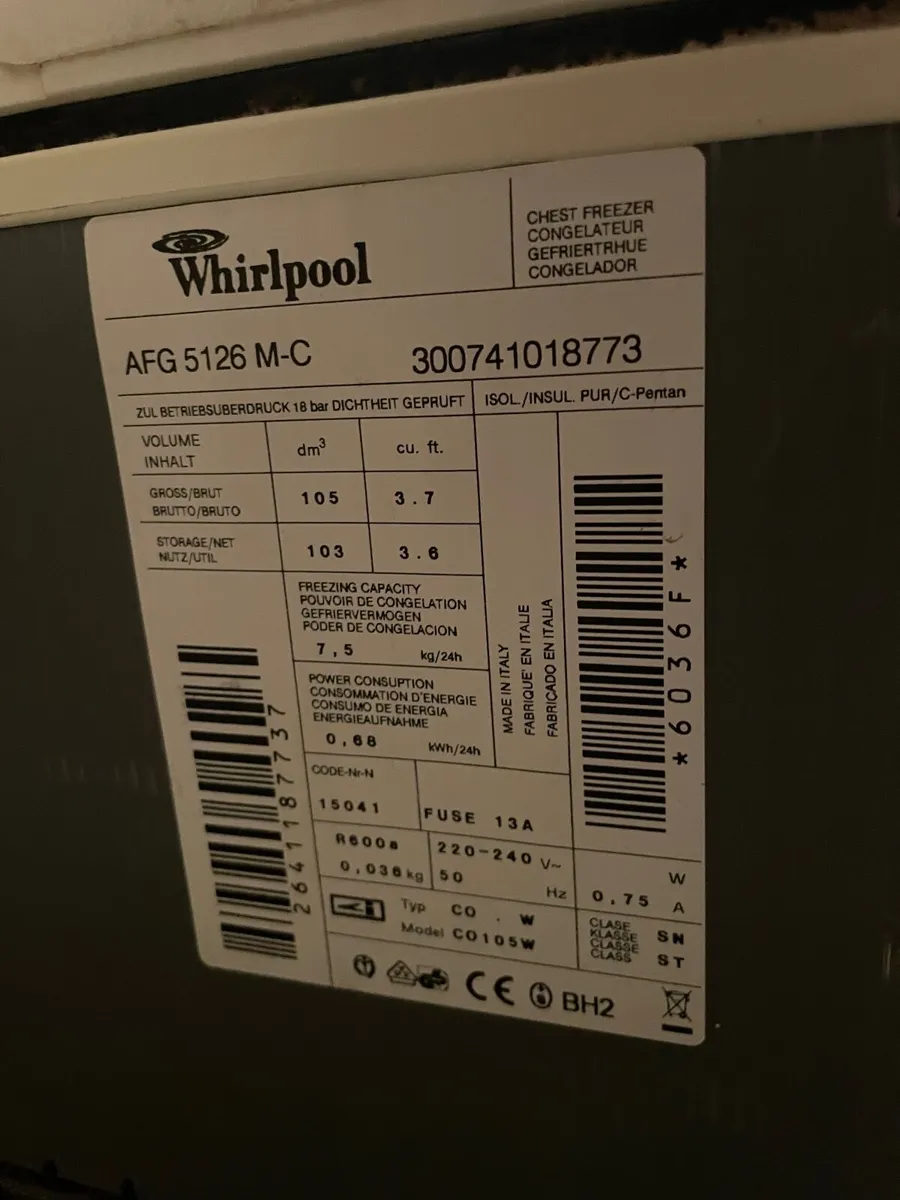 Whirlpool
CHEST FREEZER
CONGELATEUR
GEFRIERTRHUE
CONGELADOR
AFG 5126 M-C
300741018773
ZUL BETRIEBSUBERDRUCK 18 bar DICHTHEIT GEPRUFT
ISOL./INSUL. PUR/C-Pentan
VOLUME
INHALT
dm³
cu. ft.
GROSS/BRUT
BRUTTO/BRUTO
105
3.7
STORAGE/NET
NUTZ/UTIL
103
3.6
FREEZING CAPACITY
POUVOIR DE CONGELATION
GEFRIERVERMOGEN
PODER DE CONGELACION
7,5 kg/24h
POWER CONSUPTION
CONSOMMATION D'ENERGIE
CONSUMO DE ENERGIA
ENERGIEAUFNAHME
0,68 kWh/24h
MADE IN ITALY
FABRIQUE' EN ITALIE
FABRICADO EN ITALIA
*6036F*
26411877737
CODE-Nr-N
15041
FUSE 13A
R600a
0,036 kg
220-240 V~
50 Hz
W
0.75 A
Typ CO . W
Model CO105W
CLASE
KLASSE
CLASSE
CLASS
SN
ST
CE
BH2